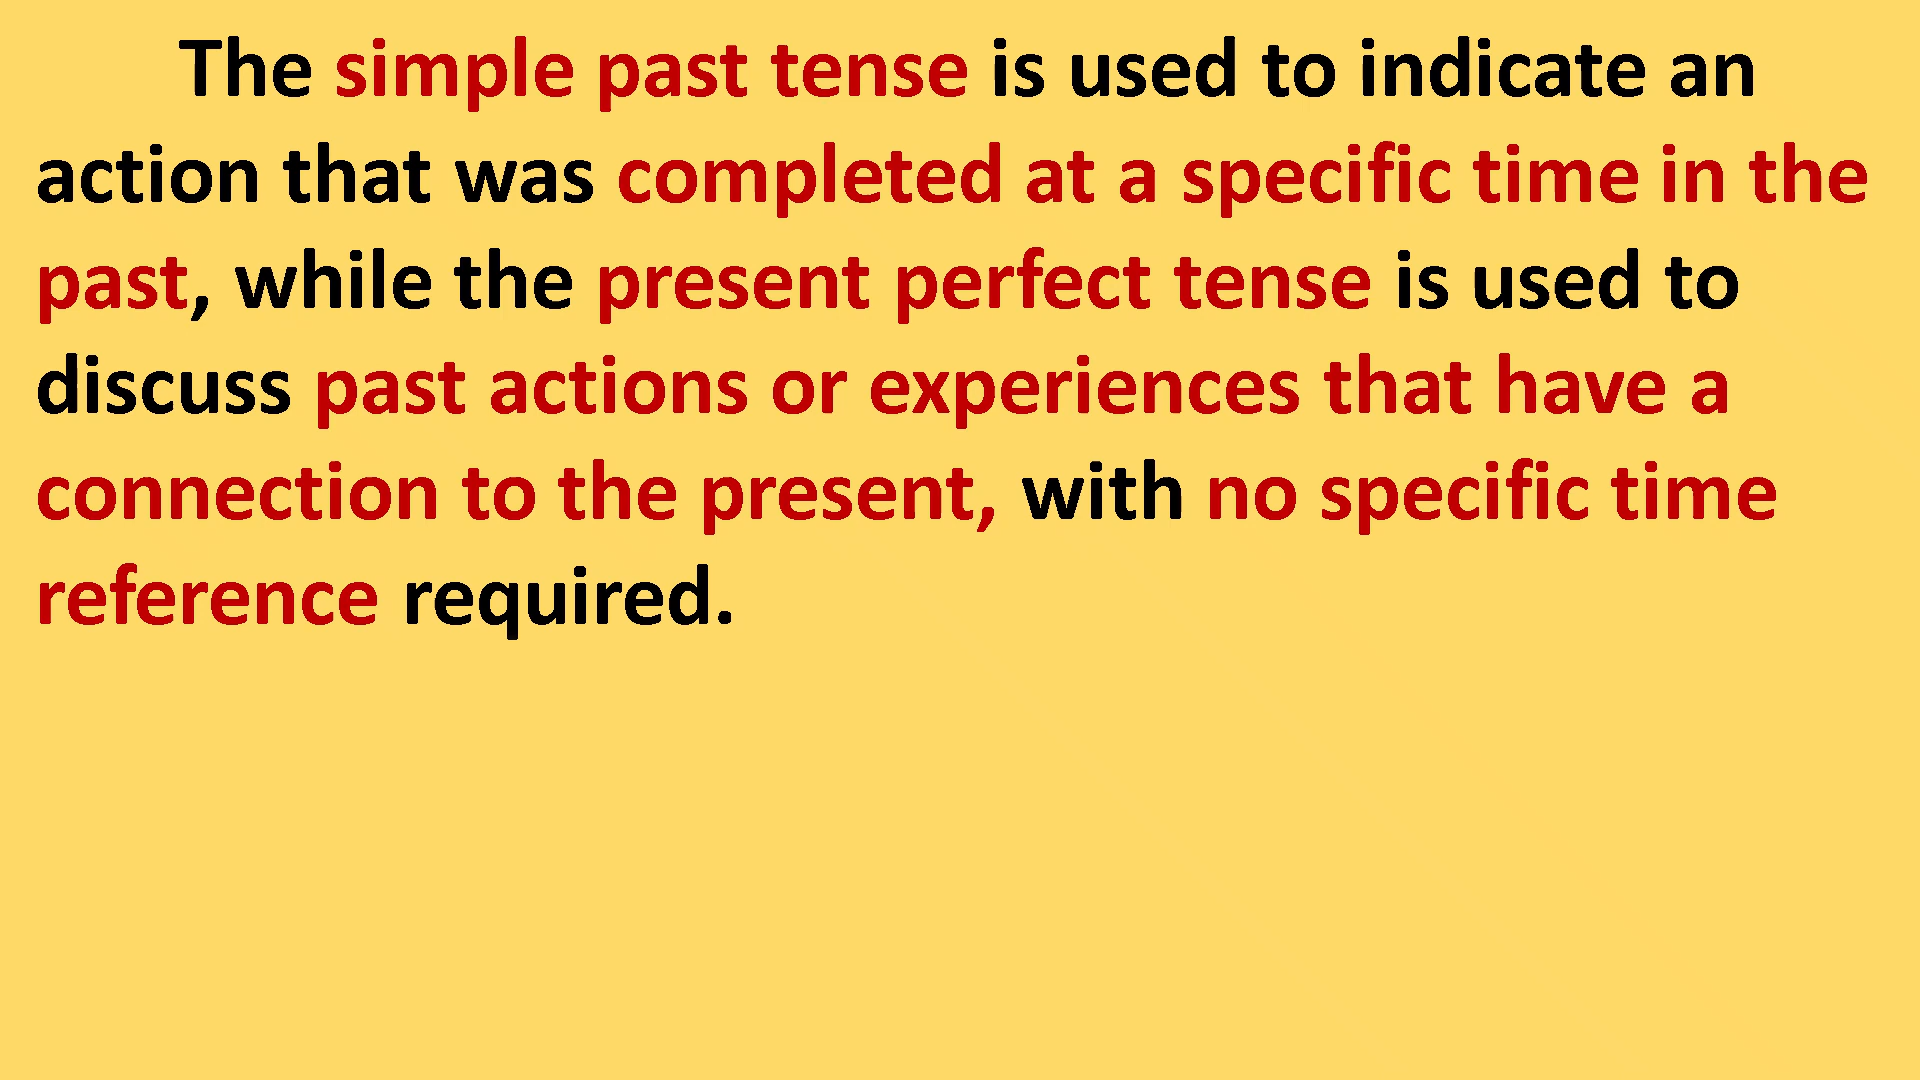 The simple past tense is used to indicate an
action that was completed at a specific time in the
past, while the present perfect tense is used to
discuss past actions or experiences that have a
connection to the present, with no specific time
reference required.